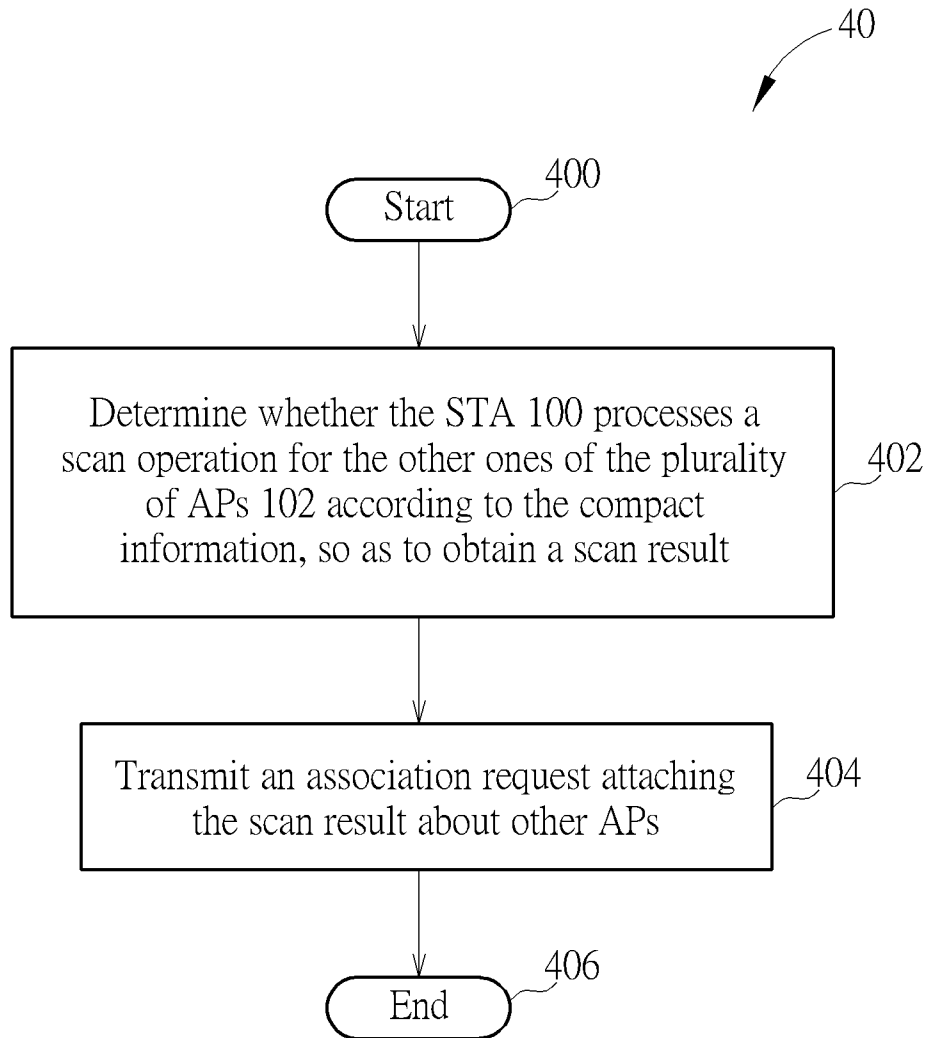 40
Start
400
Determine whether the STA 100 processes a
scan operation for the other ones of the plurality
of APs 102 according to the compact
information, so as to obtain a scan result
402
Transmit an association request attaching
the scan result about other APs
404
End
406